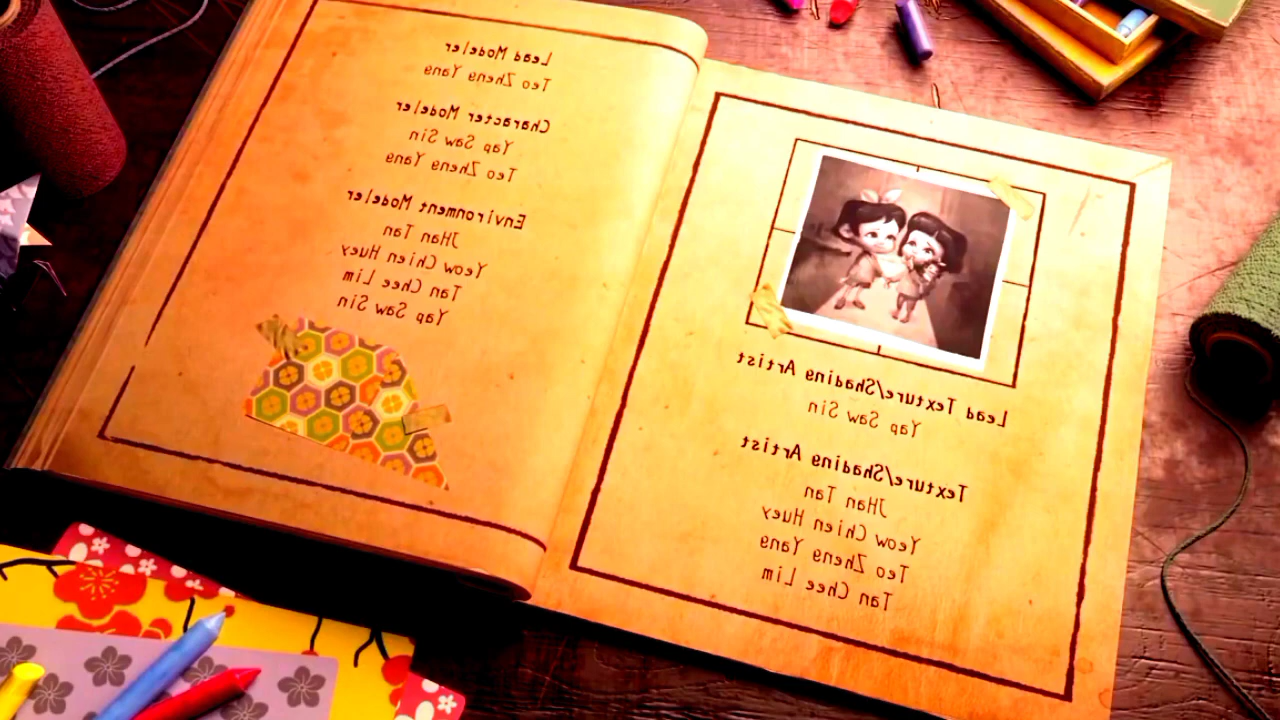 Lead Modeler
Teo Zheng Yang
Character Modeler
Yap Saw Sin
Teo Zheng Yang
Environment Modeler
JHan Tan
Yeow Chien Huey
Tan Chee Lim
Yap Saw Sin
Lead Texture/Shading Artist
Yap Saw Sin
Texture/Shading Artist
JHan Tan
Yeow Chien Huey
Teo Zheng Yang
Tan Chee Lim